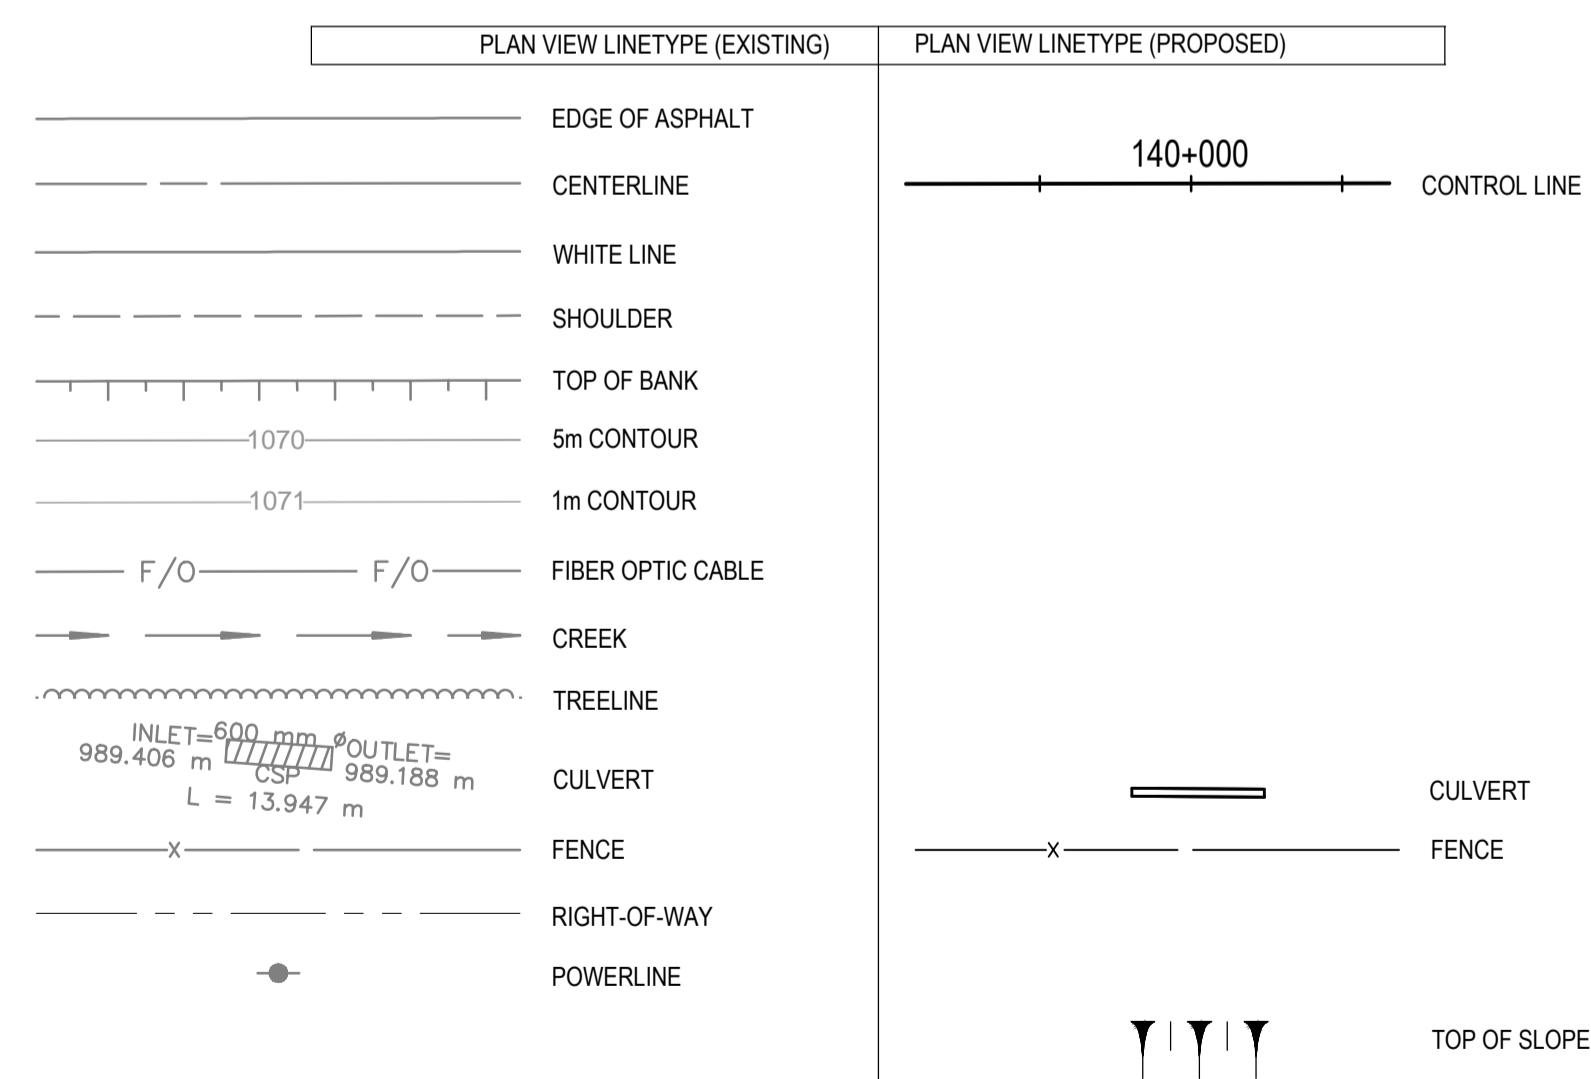 PLAN VIEW LINETYPE (EXISTING)
PLAN VIEW LINETYPE (PROPOSED)
EDGE OF ASPHALT
140+000
CENTERLINE
CONTROL LINE
WHITE LINE
SHOULDER
TOP OF BANK
1070
5m CONTOUR
1071
1m CONTOUR
F/O F/O
FIBER OPTIC CABLE
CREEK
TREELINE
INLET=
989.406 m
600 mm ø
CSP
OUTLET=
989.188 m
L = 13.947 m
CULVERT
CULVERT
X
FENCE
X
FENCE
RIGHT-OF-WAY
POWERLINE
TOP OF SLOPE